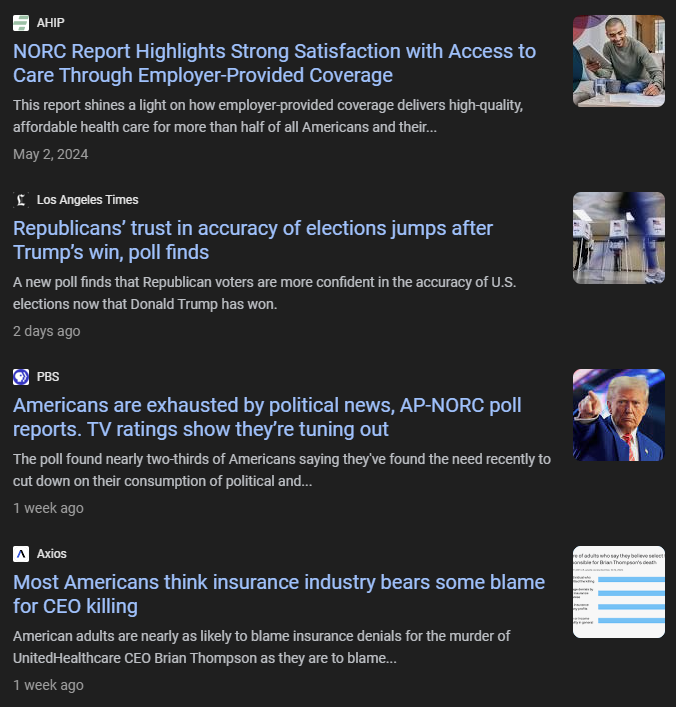 AHIP
NORC Report Highlights Strong Satisfaction with Access to
Care Through Employer-Provided Coverage
This report shines a light on how employer-provided coverage delivers high-quality,
affordable health care for more than half of all Americans and their...
May 2, 2024
Los Angeles Times
Republicans’ trust in accuracy of elections jumps after
Trump’s win, poll finds
A new poll finds that Republican voters are more confident in the accuracy of U.S.
elections now that Donald Trump has won.
2 days ago
PBS
Americans are exhausted by political news, AP-NORC poll
reports. TV ratings show they’re tuning out
The poll found nearly two-thirds of Americans saying they've found the need recently to
cut down on their consumption of political and...
1 week ago
Axios
Most Americans think insurance industry bears some blame
for CEO killing
American adults are nearly as likely to blame insurance denials for the murder of
UnitedHealthcare CEO Brian Thompson as they are to blame...
1 week ago
re of adults who say they believe select
onsible for Brian Thompson's death